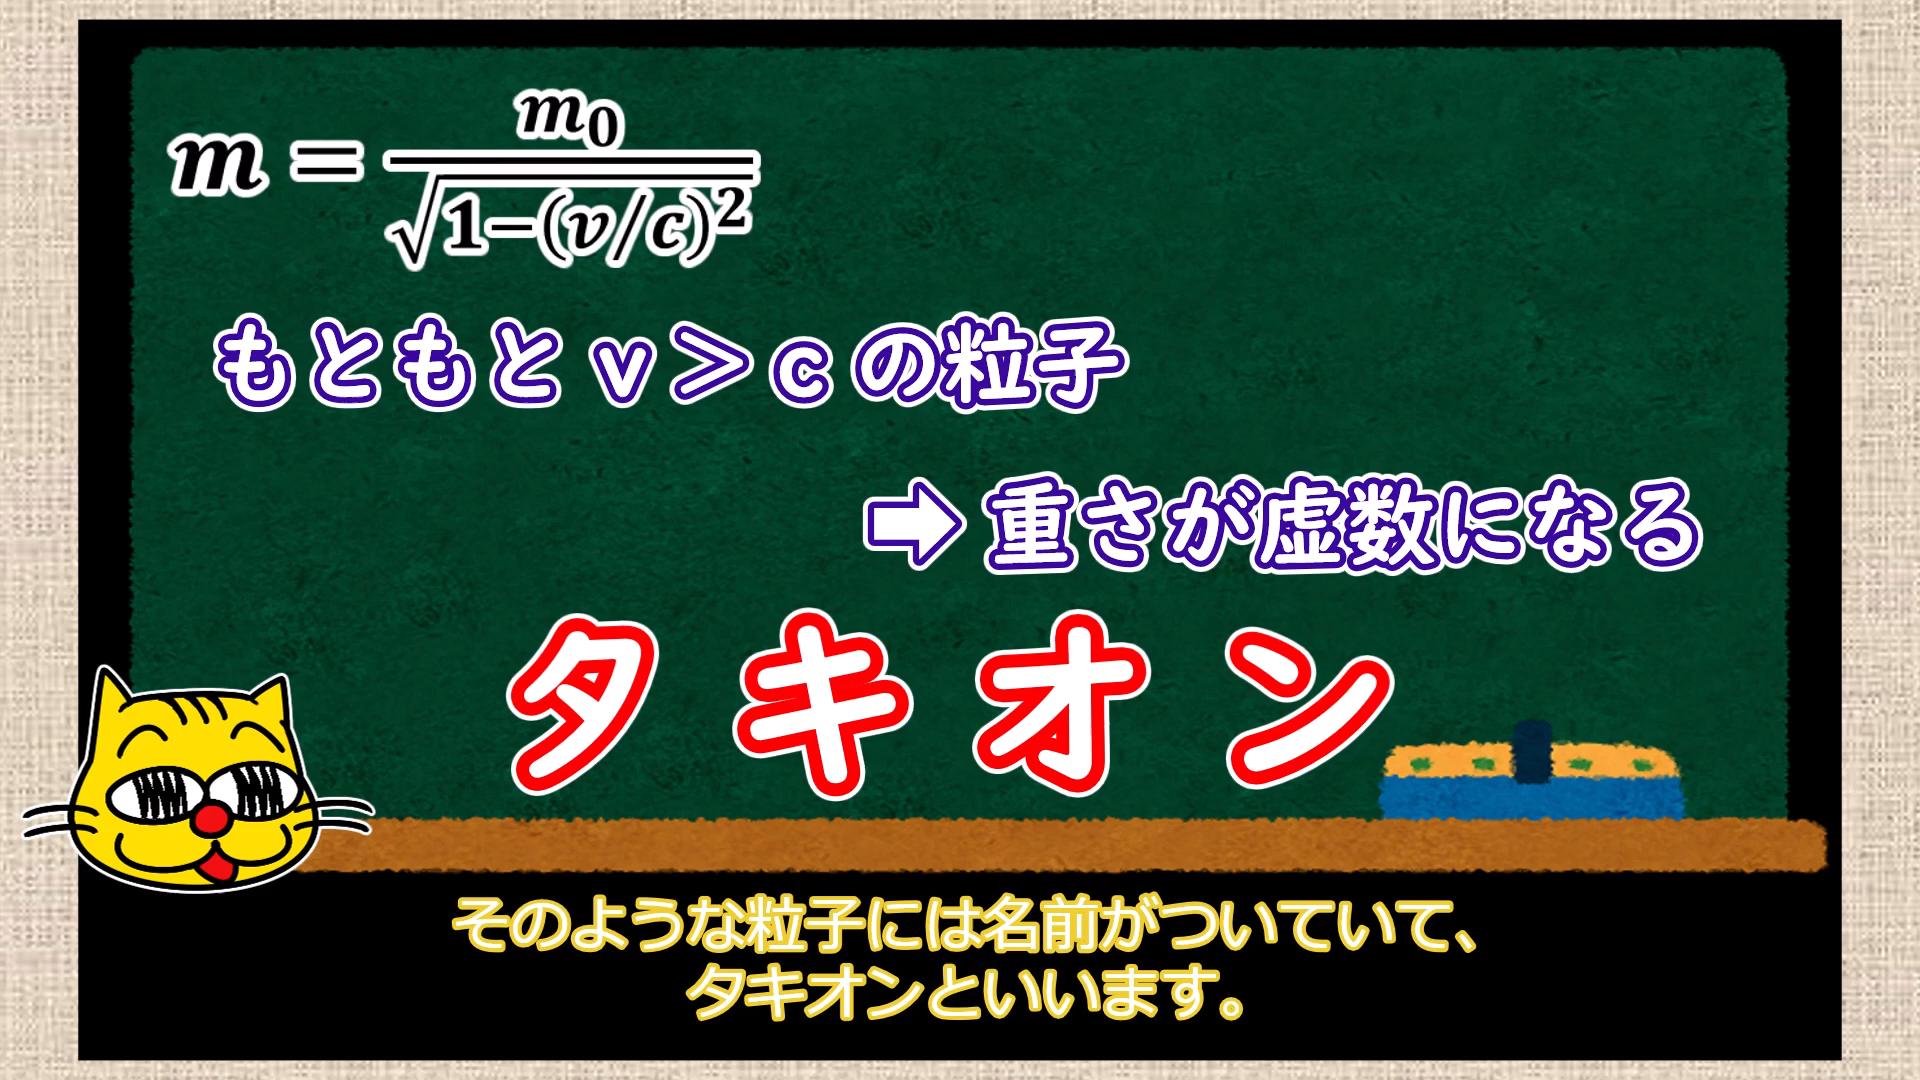 m = m₀ / √1−(v/c)²
もともとｖ＞ｃの粒子
➡重さが虚数になる
タキオン
そのような粒子には名前がついていて、
タキオンといいます。